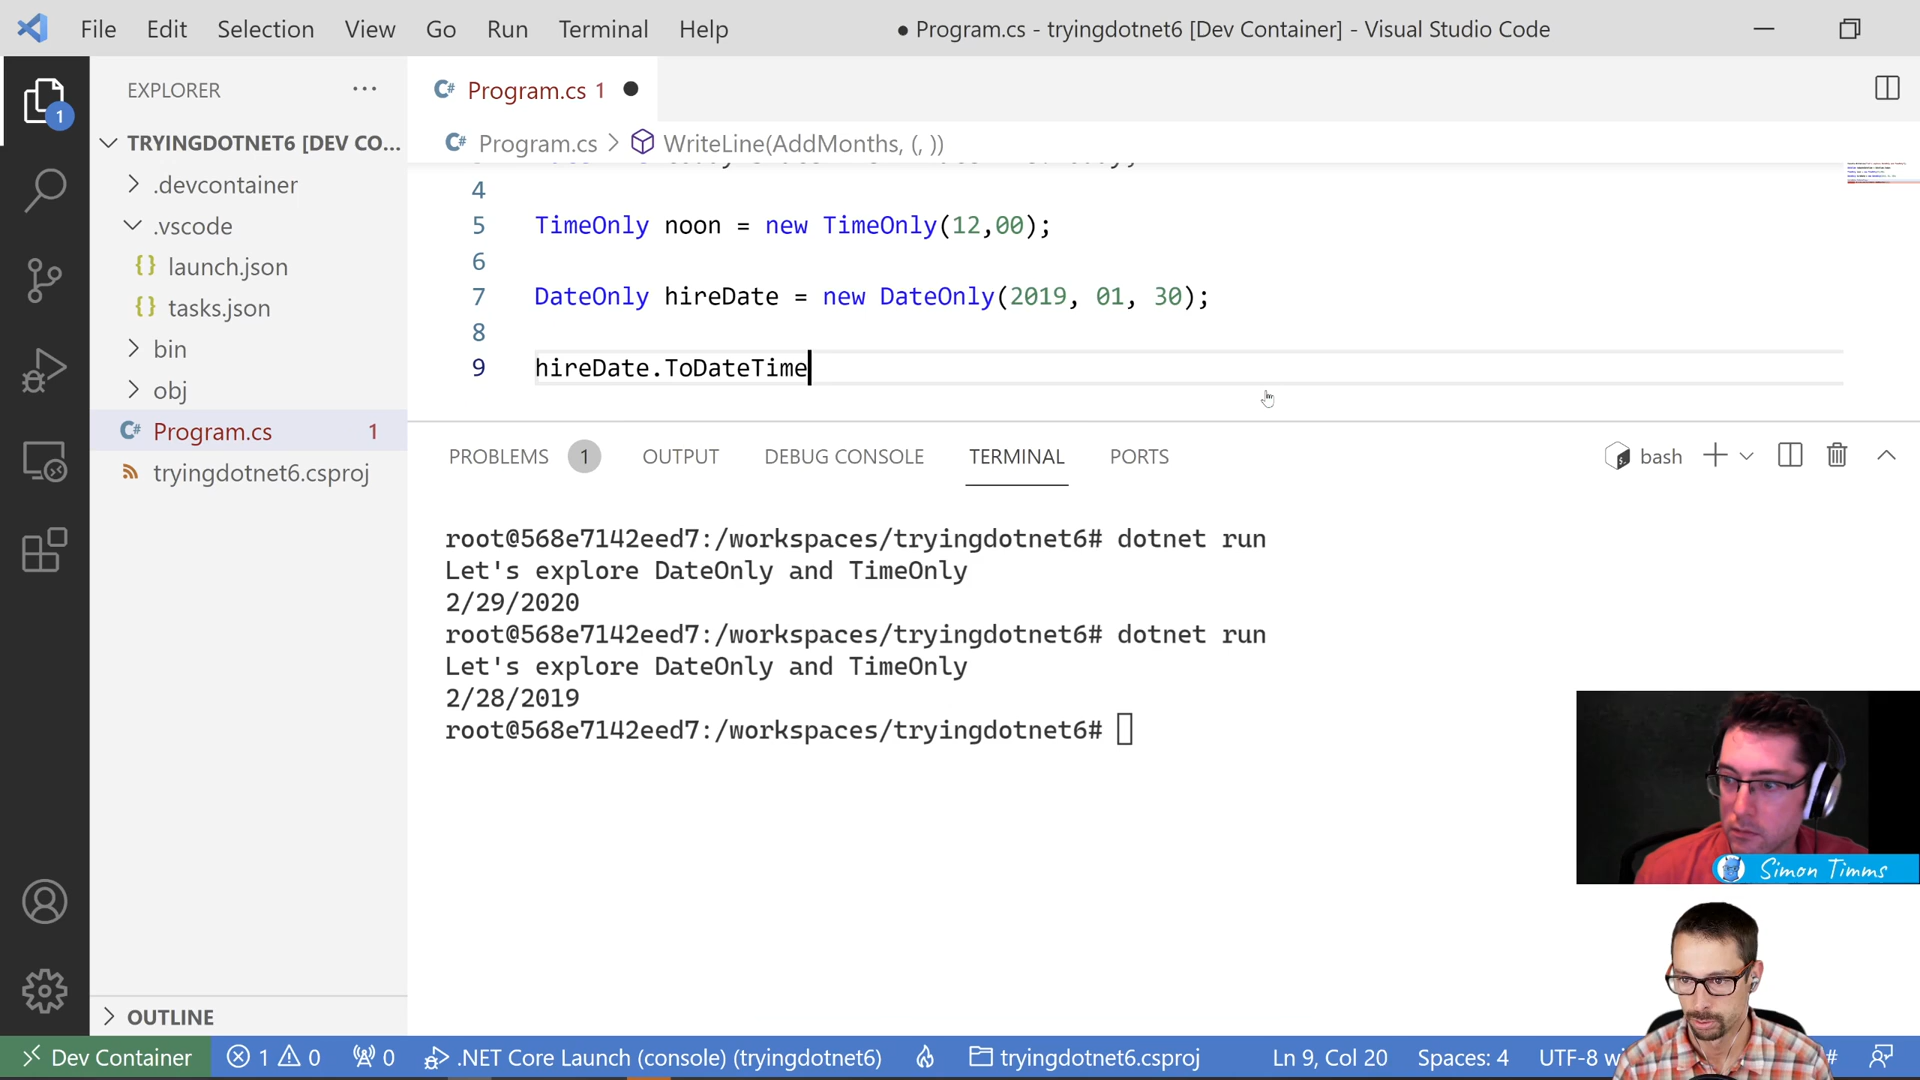 File Edit Selection View Go Run Terminal Help
● Program.cs - tryingdotnet6 [Dev Container] - Visual Studio Code
EXPLORER ...
TRYINGDOTNET6 [DEV CO...
.devcontainer
.vscode
{} launch.json
{} tasks.json
bin
obj
C# Program.cs 1
tryingdotnet6.csproj
OUTLINE
1
C# Program.cs 1 ●
C# Program.cs > WriteLine(AddMonths, (, ))
4
5 TimeOnly noon = new TimeOnly(12,00);
6
7 DateOnly hireDate = new DateOnly(2019, 01, 30);
8
9 hireDate.ToDateTime
PROBLEMS 1 OUTPUT DEBUG CONSOLE TERMINAL PORTS
bash
root@568e7142eed7:/workspaces/tryingdotnet6# dotnet run
Let's explore DateOnly and TimeOnly
2/29/2020
root@568e7142eed7:/workspaces/tryingdotnet6# dotnet run
Let's explore DateOnly and TimeOnly
2/28/2019
root@568e7142eed7:/workspaces/tryingdotnet6#
Simon Timms
Dev Container 1 0 0 .NET Core Launch (console) (tryingdotnet6) tryingdotnet6.csproj Ln 9, Col 20 Spaces: 4 UTF-8